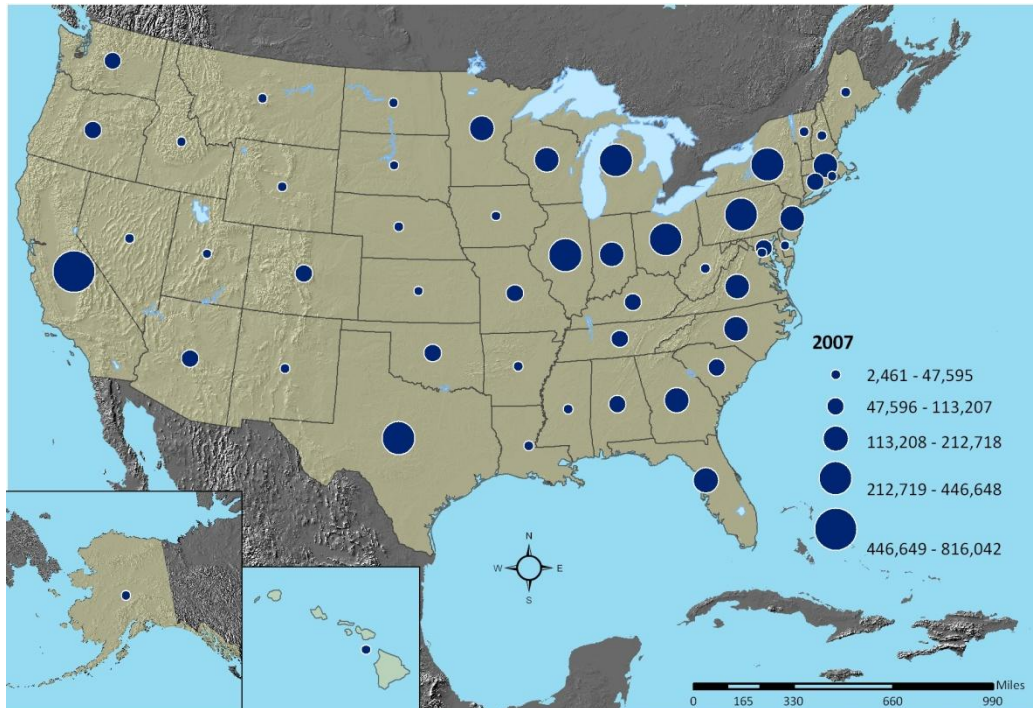 2007
2,461 - 47,595
47,596 - 113,207
113,208 - 212,718
212,719 - 446,648
446,649 - 816,042
N
W E
S
Miles
0 165 330 660 990